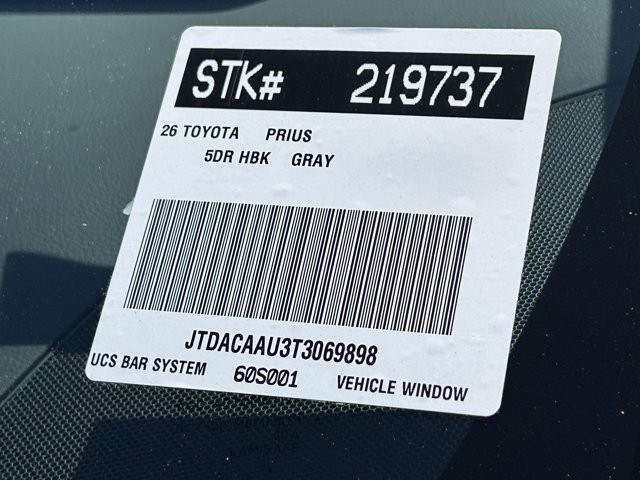 STK# 219737
26 TOYOTA PRIUS
5DR HBK GRAY
JTDACAAU3T3069898
UCS BAR SYSTEM 60S001 VEHICLE WINDOW